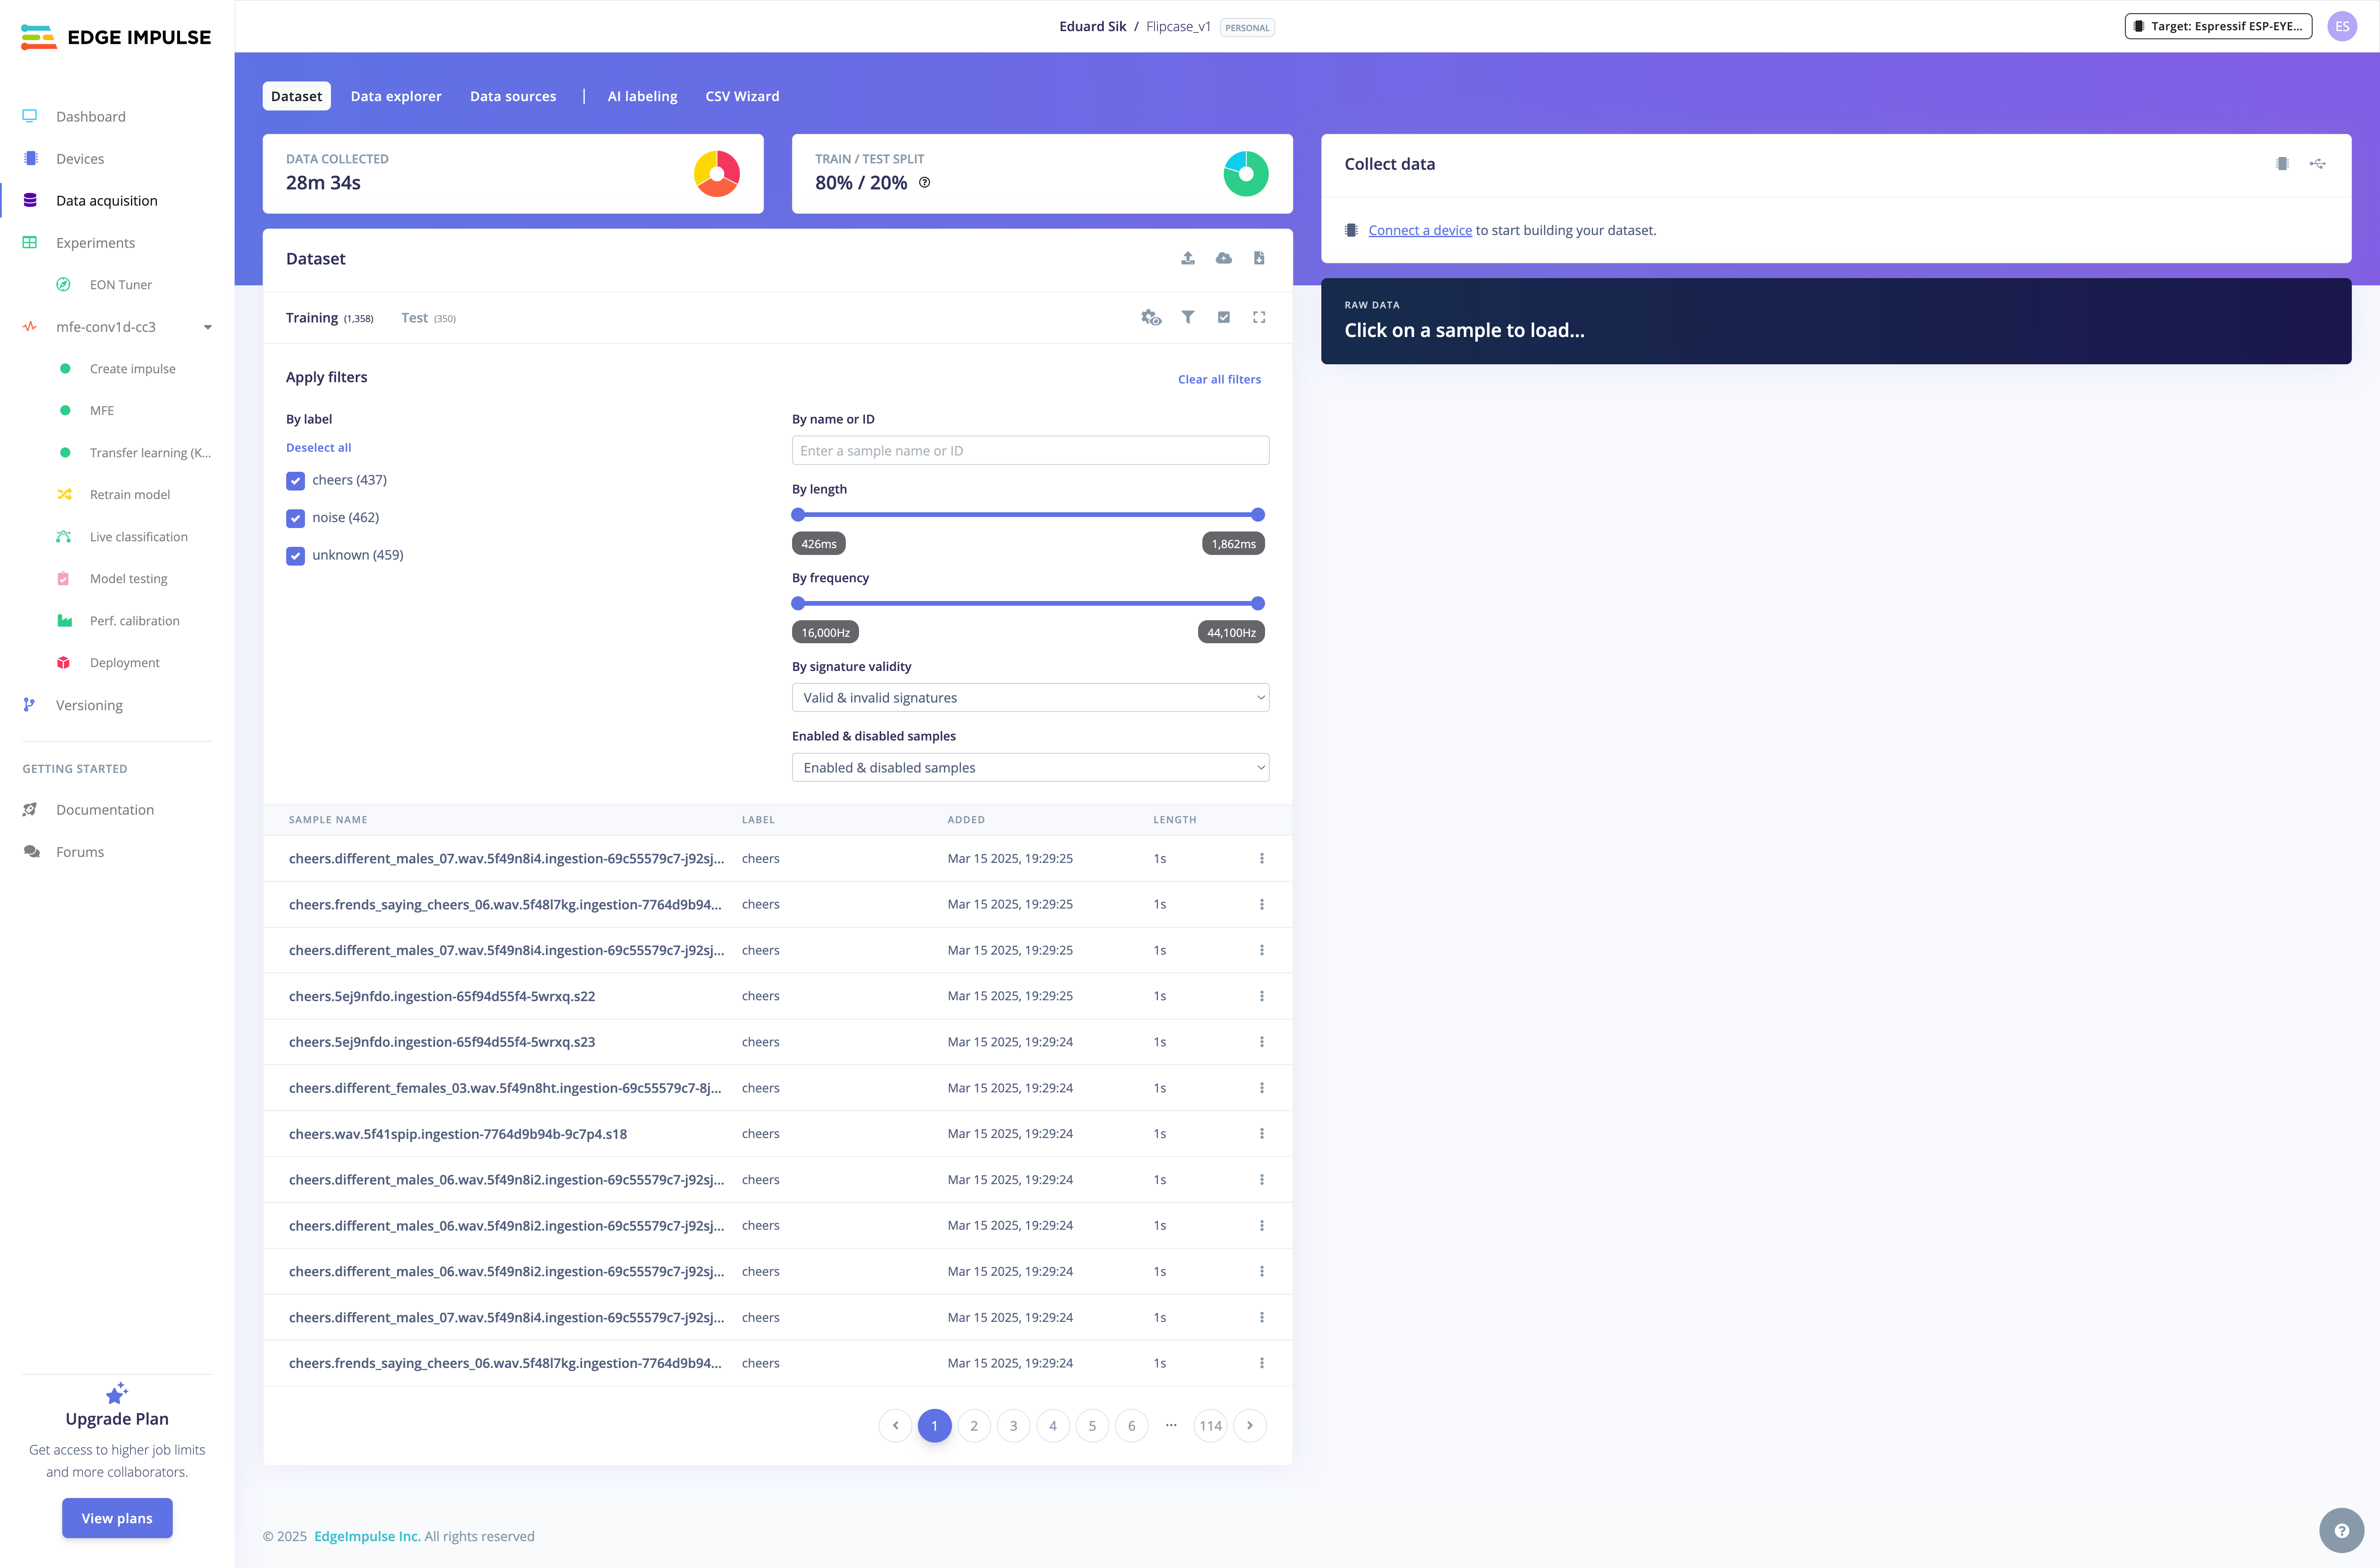 EDGE IMPULSE
Eduard Sik / Flipcase_v1 PERSONAL
Target: Espressif ESP-EYE...
ES
Dashboard
Devices
Data acquisition
Experiments
EON Tuner
mfe-conv1d-cc3
Create impulse
MFE
Transfer learning (K...
Retrain model
Live classification
Model testing
Perf. calibration
Deployment
Versioning
GETTING STARTED
Documentation
Forums
Upgrade Plan
Get access to higher job limits
and more collaborators.
View plans
Dataset Data explorer Data sources | AI labeling CSV Wizard
DATA COLLECTED
28m 34s
TRAIN / TEST SPLIT
80% / 20%
Collect data
Connect a device to start building your dataset.
RAW DATA
Click on a sample to load...
Dataset
Training (1,358) Test (350)
Apply filters
Clear all filters
By label
Deselect all
cheers (437)
noise (462)
unknown (459)
By name or ID
Enter a sample name or ID
By length
426ms 1,862ms
By frequency
16,000Hz 44,100Hz
By signature validity
Valid & invalid signatures
Enabled & disabled samples
Enabled & disabled samples
SAMPLE NAME LABEL ADDED LENGTH
cheers.different_males_07.wav.5f49n8i4.ingestion-69c55579c7-j92sj... cheers Mar 15 2025, 19:29:25 1s
cheers.frends_saying_cheers_06.wav.5f48l7kg.ingestion-7764d9b94... cheers Mar 15 2025, 19:29:25 1s
cheers.different_males_07.wav.5f49n8i4.ingestion-69c55579c7-j92sj... cheers Mar 15 2025, 19:29:25 1s
cheers.5ej9nfdo.ingestion-65f94d55f4-5wrxq.s22 cheers Mar 15 2025, 19:29:25 1s
cheers.5ej9nfdo.ingestion-65f94d55f4-5wrxq.s23 cheers Mar 15 2025, 19:29:24 1s
cheers.different_females_03.wav.5f49n8ht.ingestion-69c55579c7-8j... cheers Mar 15 2025, 19:29:24 1s
cheers.wav.5f41spip.ingestion-7764d9b94b-9c7p4.s18 cheers Mar 15 2025, 19:29:24 1s
cheers.different_males_06.wav.5f49n8i2.ingestion-69c55579c7-j92sj... cheers Mar 15 2025, 19:29:24 1s
cheers.different_males_06.wav.5f49n8i2.ingestion-69c55579c7-j92sj... cheers Mar 15 2025, 19:29:24 1s
cheers.different_males_06.wav.5f49n8i2.ingestion-69c55579c7-j92sj... cheers Mar 15 2025, 19:29:24 1s
cheers.different_males_07.wav.5f49n8i4.ingestion-69c55579c7-j92sj... cheers Mar 15 2025, 19:29:24 1s
cheers.frends_saying_cheers_06.wav.5f48l7kg.ingestion-7764d9b94... cheers Mar 15 2025, 19:29:24 1s
1 2 3 4 5 6 ... 114
© 2025 EdgeImpulse Inc. All rights reserved